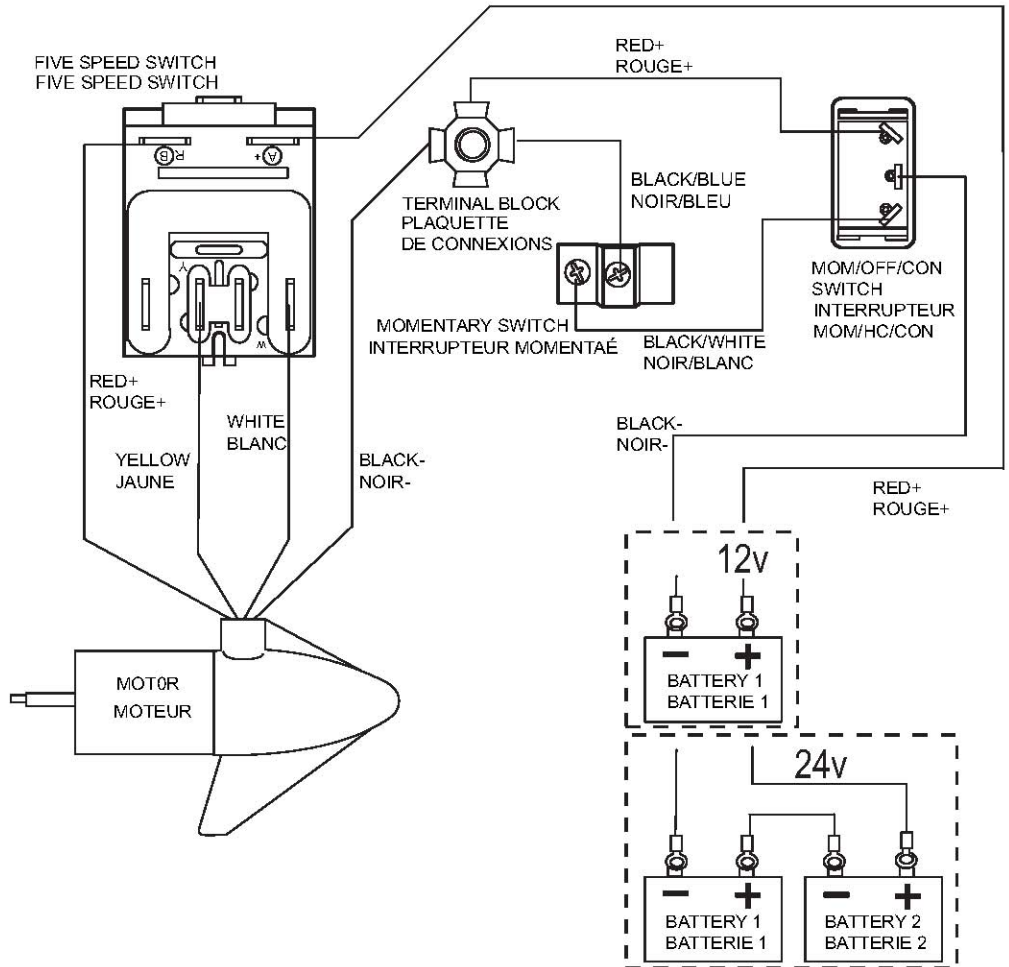 FIVE SPEED SWITCH
FIVE SPEED SWITCH
R B
A +
Y
W
RED+
ROUGE+
TERMINAL BLOCK
PLAQUETTE
DE CONNEXIONS
BLACK/BLUE
NOIR/BLEU
MOM/OFF/CON
SWITCH
INTERRUPTEUR
MOM/HC/CON
MOMENTARY SWITCH
INTERRUPTEUR MOMENTAÉ
BLACK/WHITE
NOIR/BLANC
RED+
ROUGE+
WHITE
BLANC
YELLOW
JAUNE
BLACK-
NOIR-
BLACK-
NOIR-
RED+
ROUGE+
MOT0R
MOTEUR
12v
− +
BATTERY 1
BATTERIE 1
24v
− +
BATTERY 1
BATTERIE 1
− +
BATTERY 2
BATTERIE 2